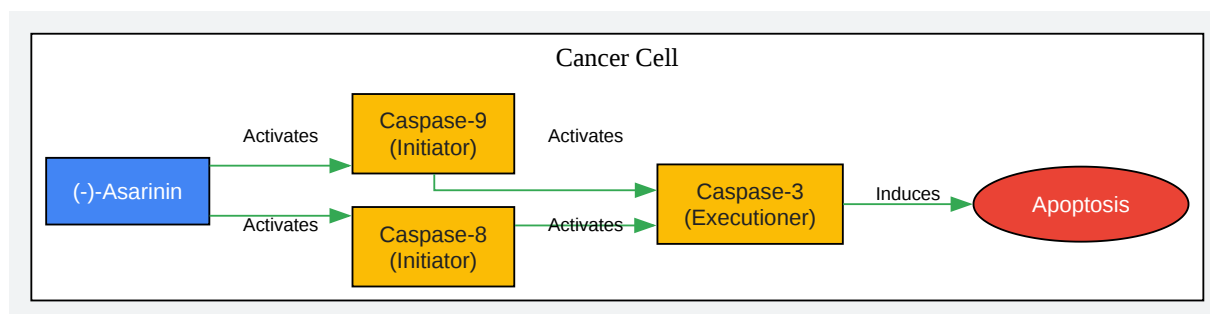 Cancer Cell
(-)-Asarinin
Activates
Activates
Caspase-9
(Initiator)
Caspase-8
(Initiator)
Activates
Activates
Caspase-3
(Executioner)
Induces
Apoptosis